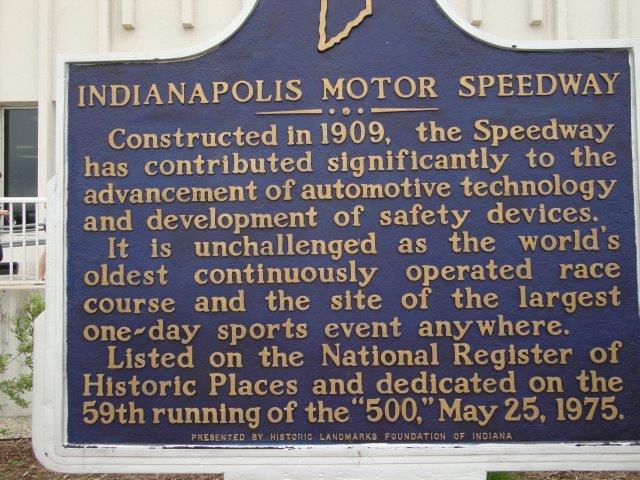 INDIANAPOLIS MOTOR SPEEDWAY
Constructed in 1909, the Speedway
has contributed significantly to the
advancement of automotive technology
and development of safety devices.
It is unchallenged as the world's
oldest continuously operated race
course and the site of the largest
one-day sports event anywhere.
Listed on the National Register of
Historic Places and dedicated on the
59th running of the "500," May 25, 1975.
PRESENTED BY HISTORIC LANDMARKS FOUNDATION OF INDIANA